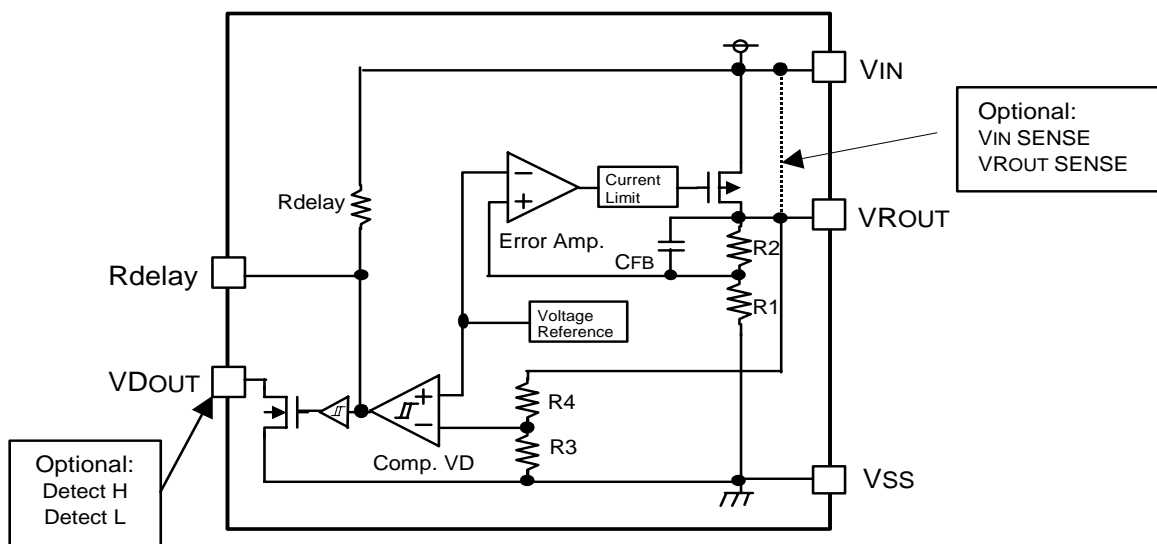 VIN
Optional:
VIN SENSE
VROUT SENSE
− 
Current
Limit
+
Rdelay
VROUT
Error Amp.
CFB
R2
Rdelay
R1
Voltage
Reference
VDOUT
+
R4
−
R3
Optional:
Detect H
Detect L
Comp. VD
VSS